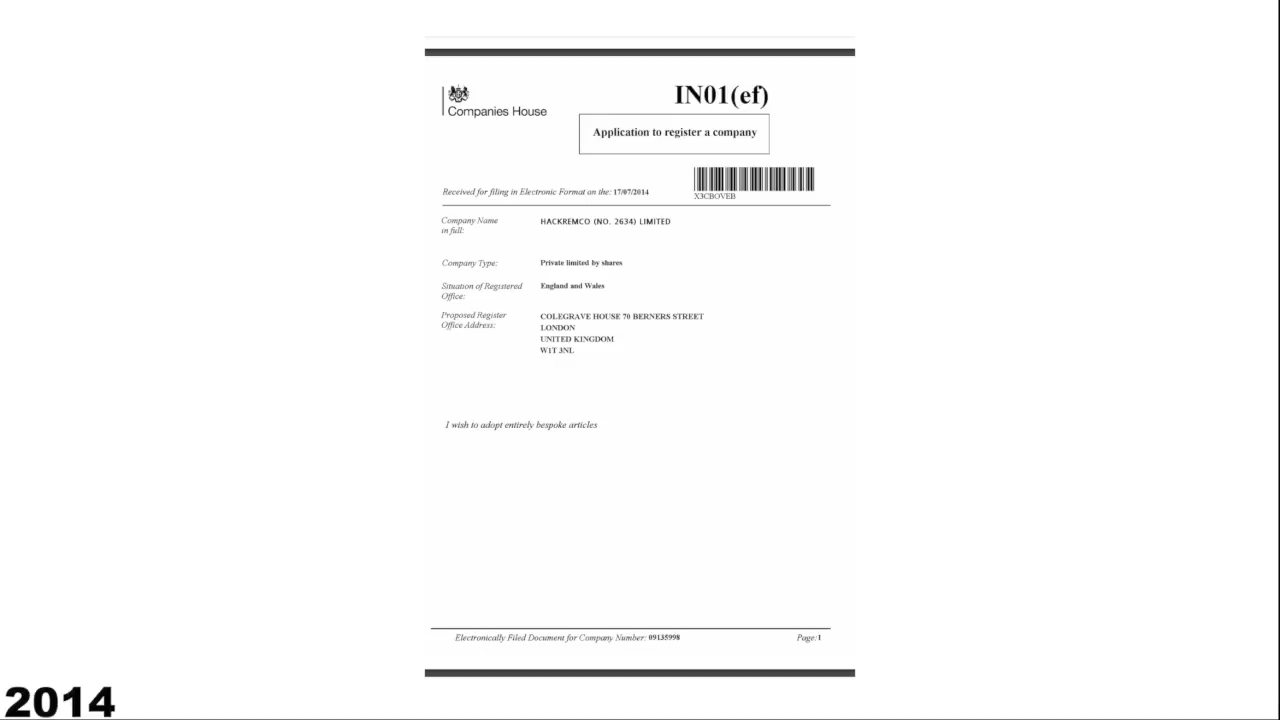 Companies House
IN01(ef)
Application to register a company
Received for filing in Electronic Format on the: 17/07/2014
X3CBOVEB
Company Name
in full:
HACKREMCO (NO. 2634) LIMITED
Company Type:
Private limited by shares
Situation of Registered
Office:
England and Wales
Proposed Register
Office Address:
COLEGRAVE HOUSE 70 BERNERS STREET
LONDON
UNITED KINGDOM
W1T 3NL
I wish to adopt entirely bespoke articles
Electronically Filed Document for Company Number: 09135998
Page:1
2014